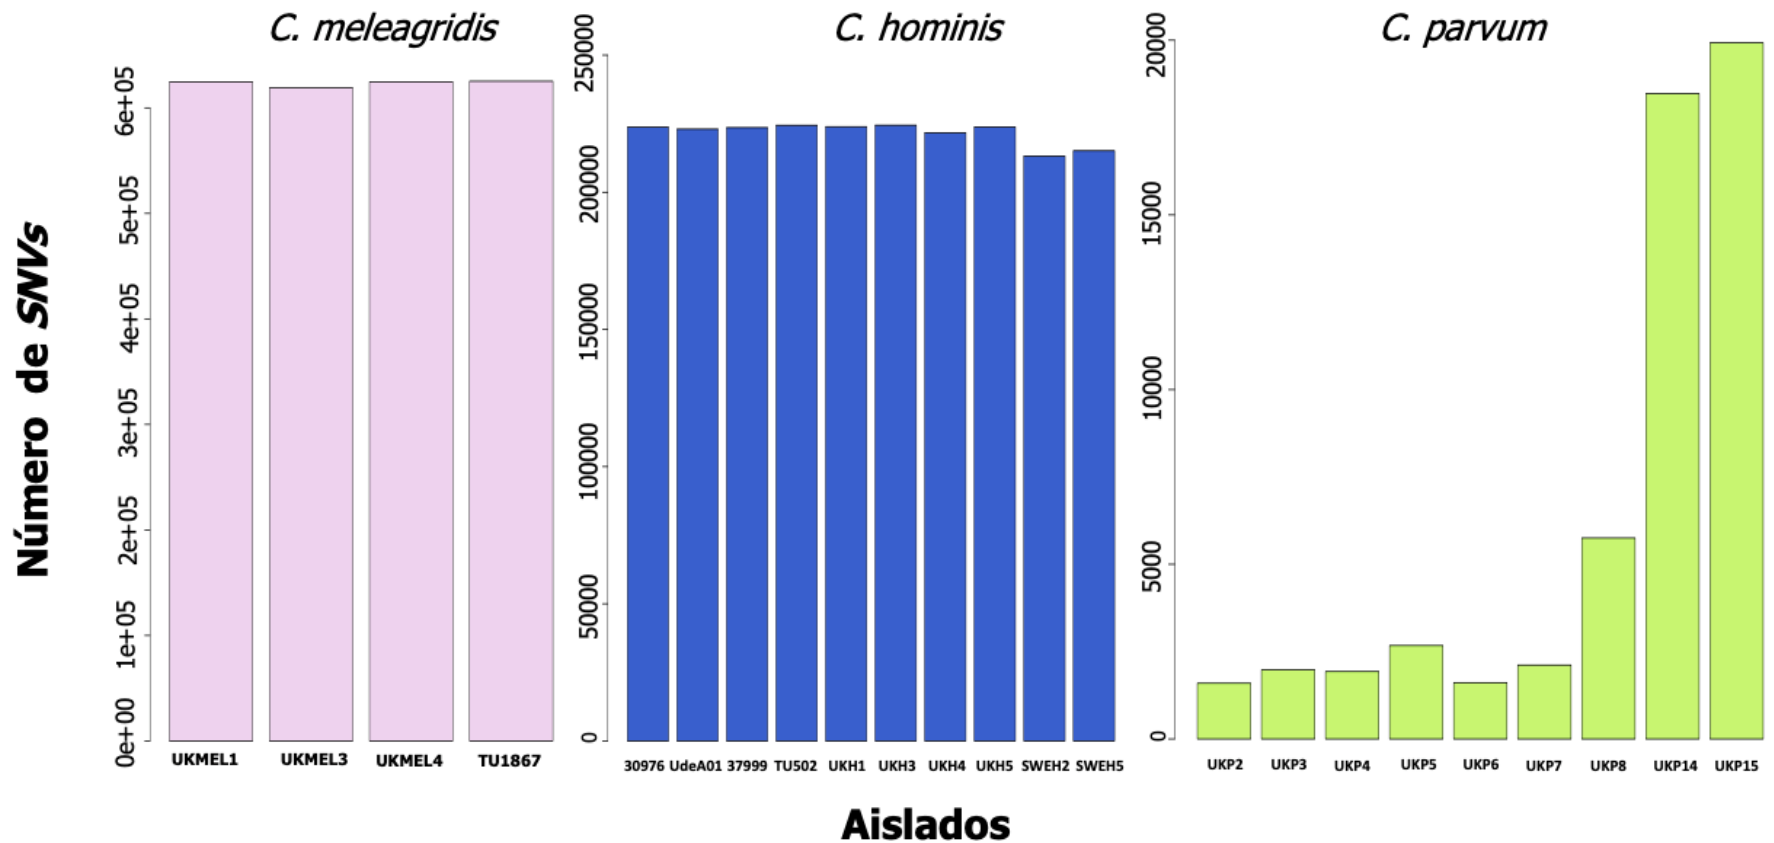 C. meleagridis
C. hominis
C. parvum
Número de SNVs
6e+05
5e+05
4e+05
3e+05
2e+05
1e+05
0e+00
UKMEL1 UKMEL3 UKMEL4 TU1867
250000
200000
150000
100000
50000
0
30976 UdeA01 37999 TU502 UKH1 UKH3 UKH4 UKH5 SWEH2 SWEH5
20000
15000
10000
5000
0
UKP2 UKP3 UKP4 UKP5 UKP6 UKP7 UKP8 UKP14 UKP15
Aislados